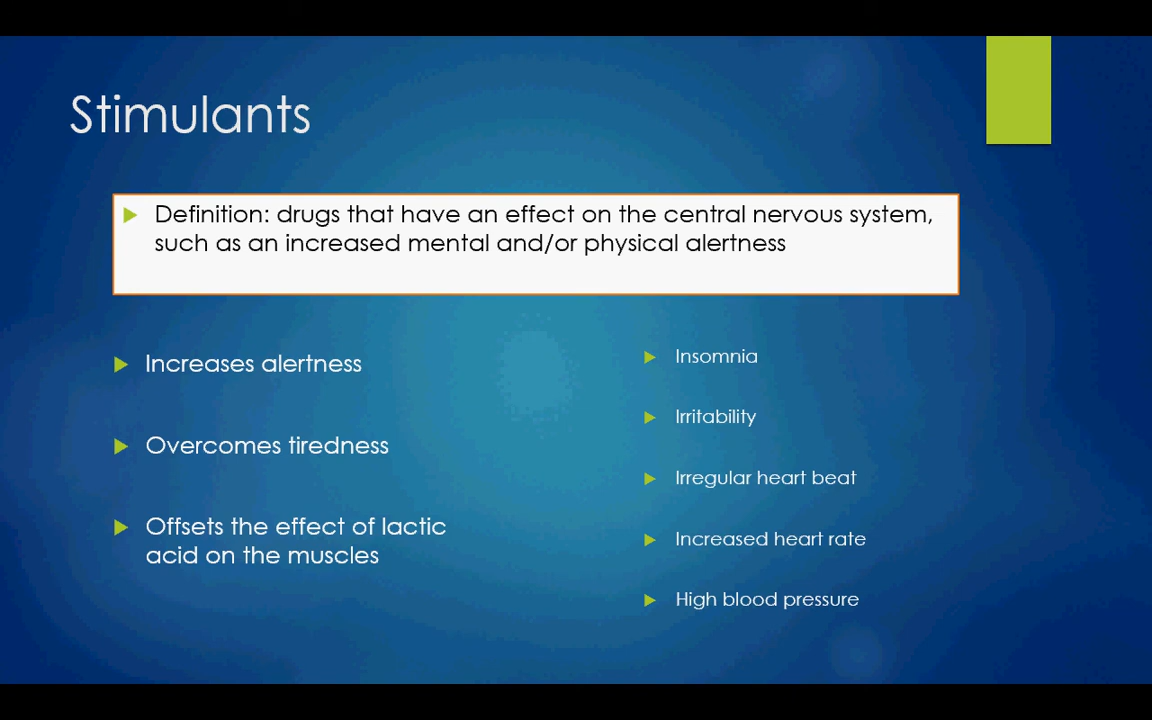 Stimulants
Definition: drugs that have an effect on the central nervous system,
such as an increased mental and/or physical alertness
Increases alertness
Overcomes tiredness
Offsets the effect of lactic
acid on the muscles
Insomnia
Irritability
Irregular heart beat
Increased heart rate
High blood pressure